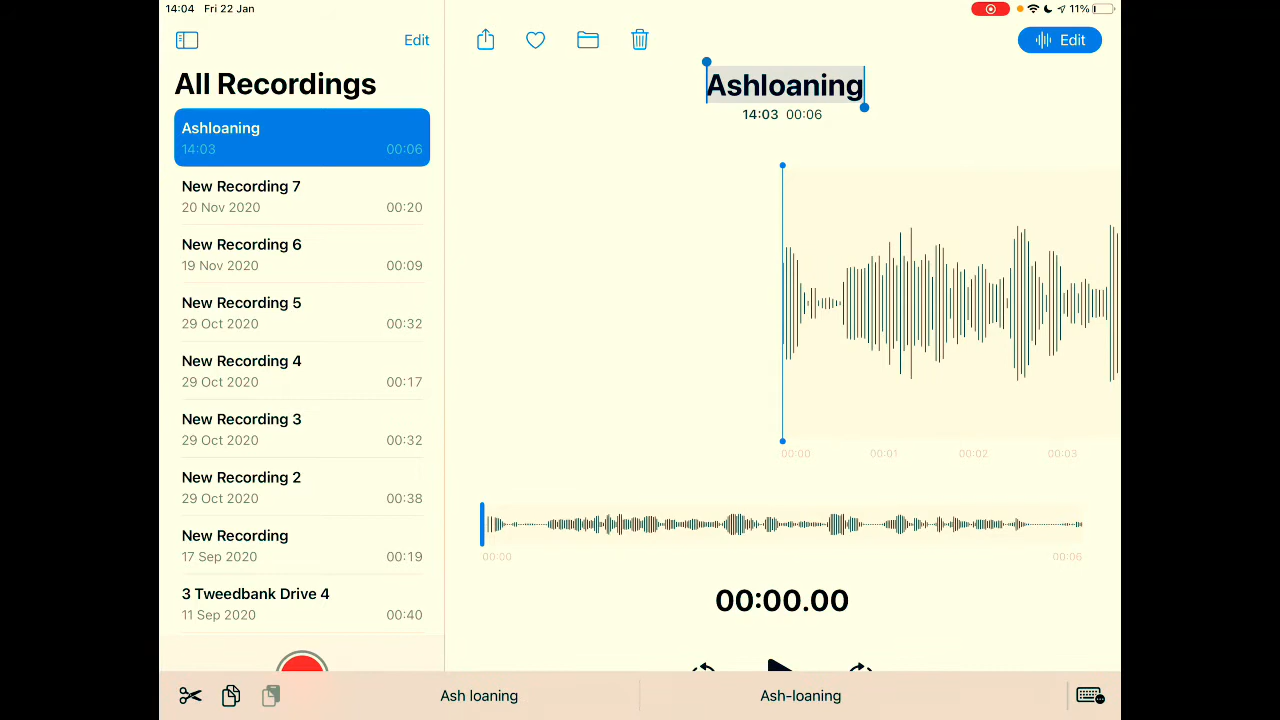 14:04 Fri 22 Jan
11%
Edit
Edit
All Recordings
Ashloaning
14:03 00:06
Ashloaning
14:03 00:06
New Recording 7
20 Nov 2020 00:20
New Recording 6
19 Nov 2020 00:09
New Recording 5
29 Oct 2020 00:32
New Recording 4
29 Oct 2020 00:17
New Recording 3
29 Oct 2020 00:32
New Recording 2
29 Oct 2020 00:38
New Recording
17 Sep 2020 00:19
3 Tweedbank Drive 4
11 Sep 2020 00:40
00:00 00:01 00:02 00:03
00:00 00:06
00:00.00
Ash loaning Ash-loaning